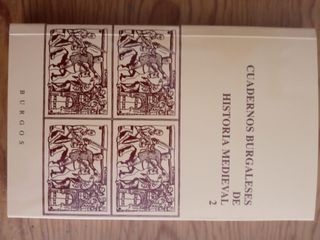 CUADERNOS BURGALESES
DE
HISTORIA MEDIEVAL
2
BURGOS